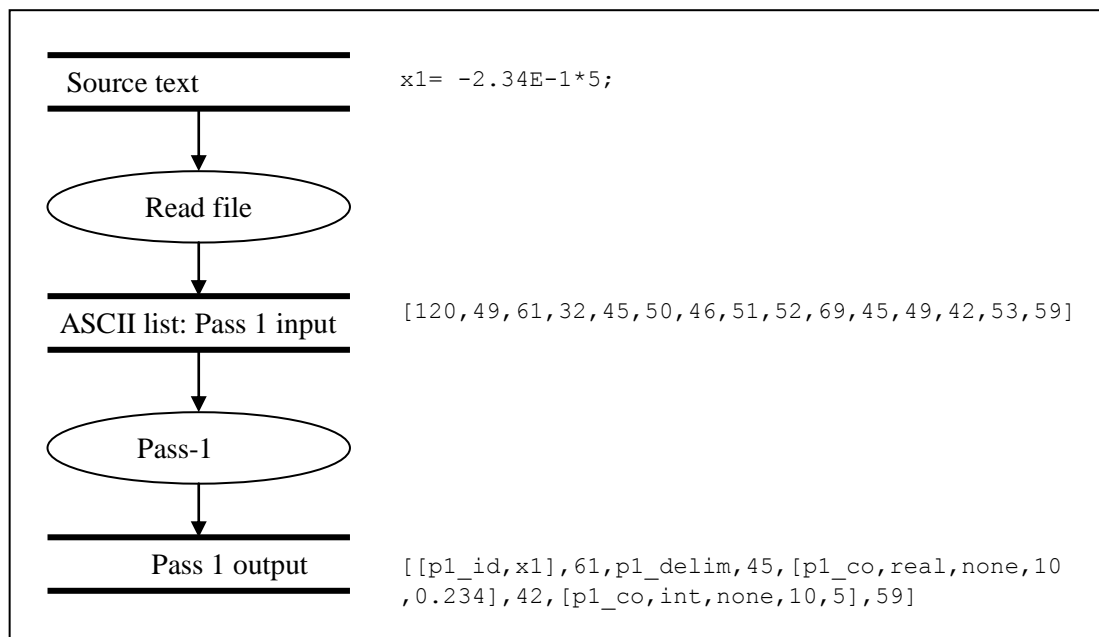 Source text
x1= -2.34E-1*5;
Read file
ASCII list: Pass 1 input
[120,49,61,32,45,50,46,51,52,69,45,49,42,53,59]
Pass-1
Pass 1 output
[[p1_id,x1],61,p1_delim,45,[p1_co,real,none,10
,0.234],42,[p1_co,int,none,10,5],59]